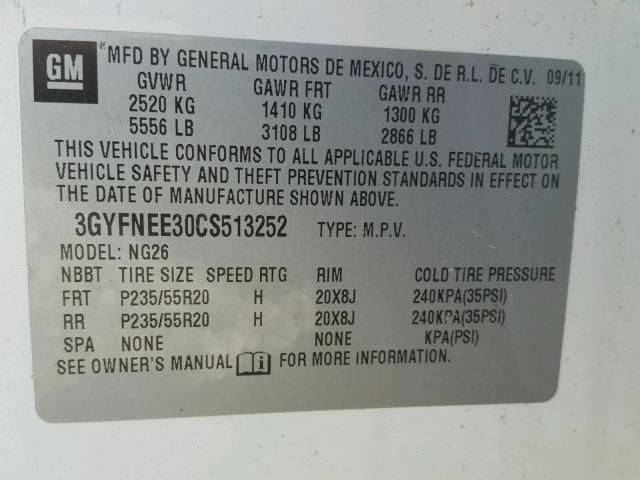 GM ® MFD BY GENERAL MOTORS DE MEXICO, S. DE R.L. DE C.V. 09/11
GVWR GAWR FRT GAWR RR
2520 KG 1410 KG 1300 KG
5556 LB 3108 LB 2866 LB
THIS VEHICLE CONFORMS TO ALL APPLICABLE U.S. FEDERAL MOTOR
VEHICLE SAFETY AND THEFT PREVENTION STANDARDS IN EFFECT ON
THE DATE OF MANUFACTURE SHOWN ABOVE.
3GYFNEE30CS513252 TYPE: M.P.V.
MODEL: NG26
NBBT TIRE SIZE SPEED RTG RIM COLD TIRE PRESSURE
FRT P235/55R20 H 20X8J 240KPA(35PSI)
RR P235/55R20 H 20X8J 240KPA(35PSI)
SPA NONE NONE KPA(PSI)
SEE OWNER'S MANUAL FOR MORE INFORMATION.